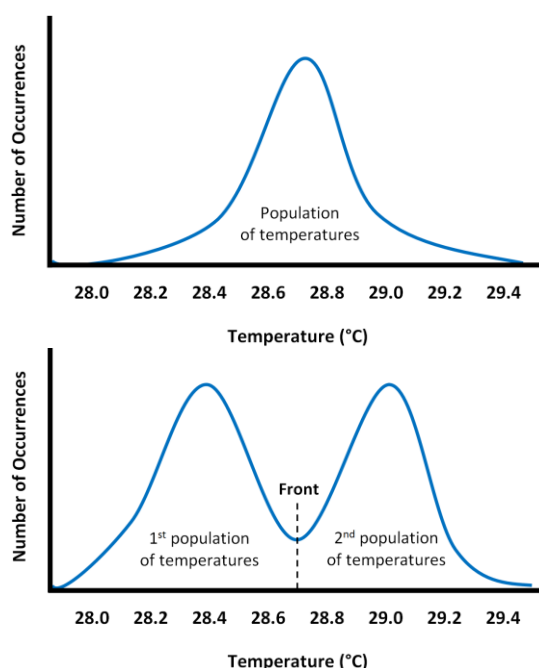 Number of Occurrences
Population
of temperatures
28.0 28.2 28.4 28.6 28.8 29.0 29.2 29.4
Temperature (°C)
Number of Occurrences
Front
1st population
of temperatures
2nd population
of temperatures
28.0 28.2 28.4 28.6 28.8 29.0 29.2 29.4
Temperature (°C)